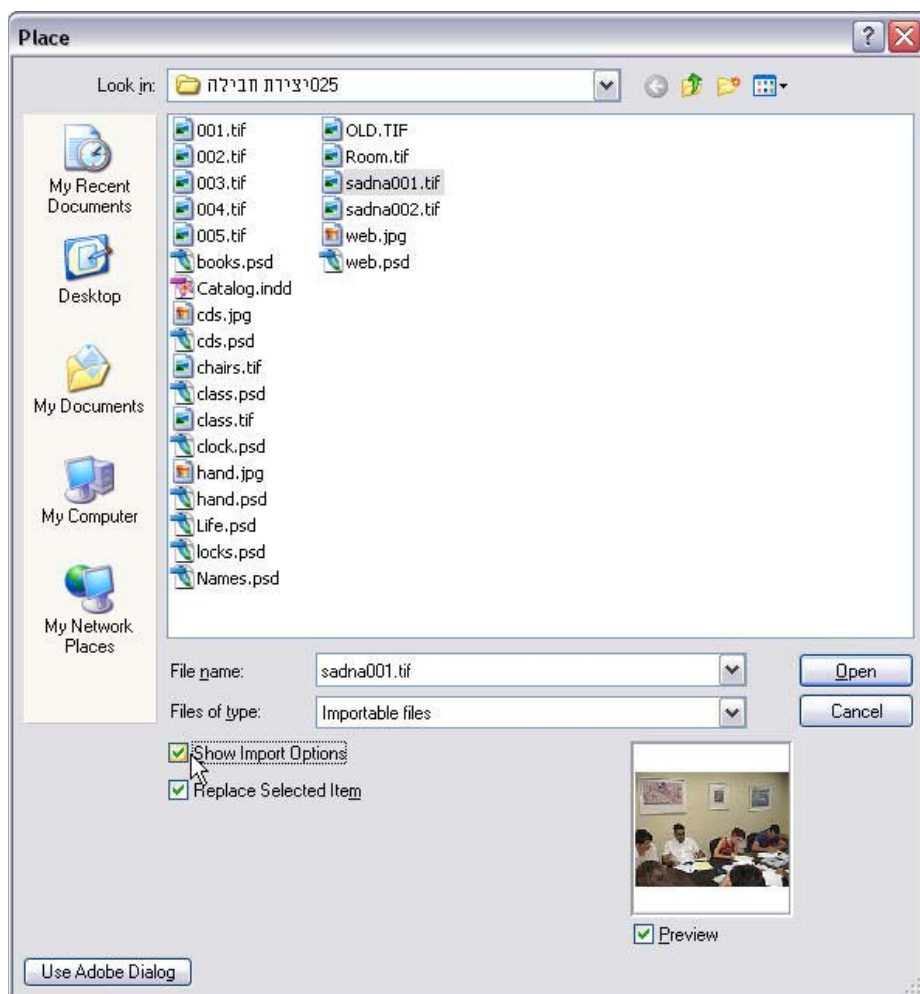 Place
Look in:
025יצירת חבילה
My Recent
Documents
Desktop
My Documents
My Computer
My Network
Places
001.tif
002.tif
003.tif
004.tif
005.tif
books.psd
Catalog.indd
cds.jpg
cds.psd
chairs.tif
class.psd
class.tif
clock.psd
hand.jpg
hand.psd
Life.psd
locks.psd
Names.psd
OLD.TIF
Room.tif
sadna001.tif
sadna002.tif
web.jpg
web.psd
File name:
sadna001.tif
Open
Files of type:
Importable files
Cancel
Show Import Options
Replace Selected Item
Preview
Use Adobe Dialog